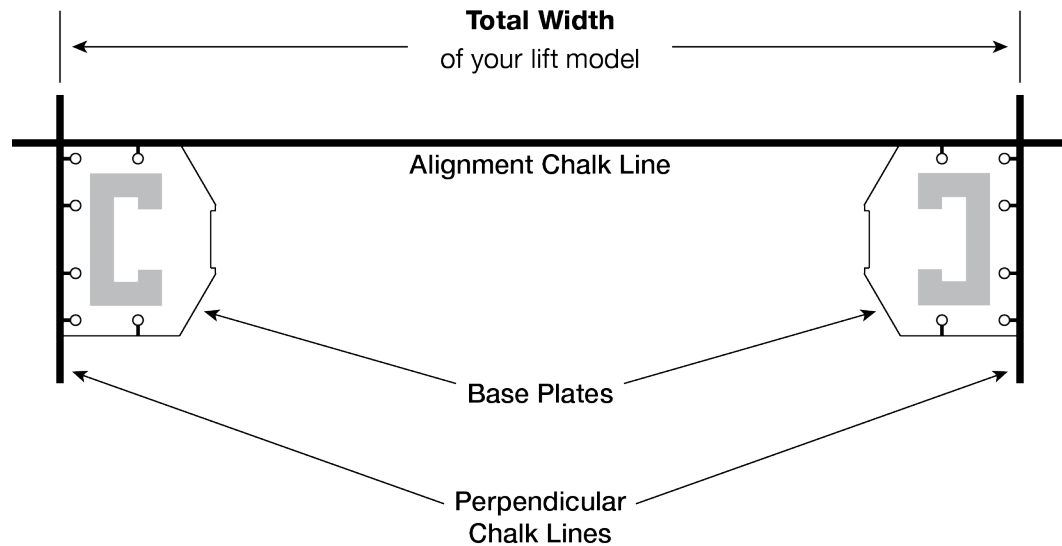 Total Width
of your lift model
Alignment Chalk Line
Base Plates
Perpendicular
Chalk Lines